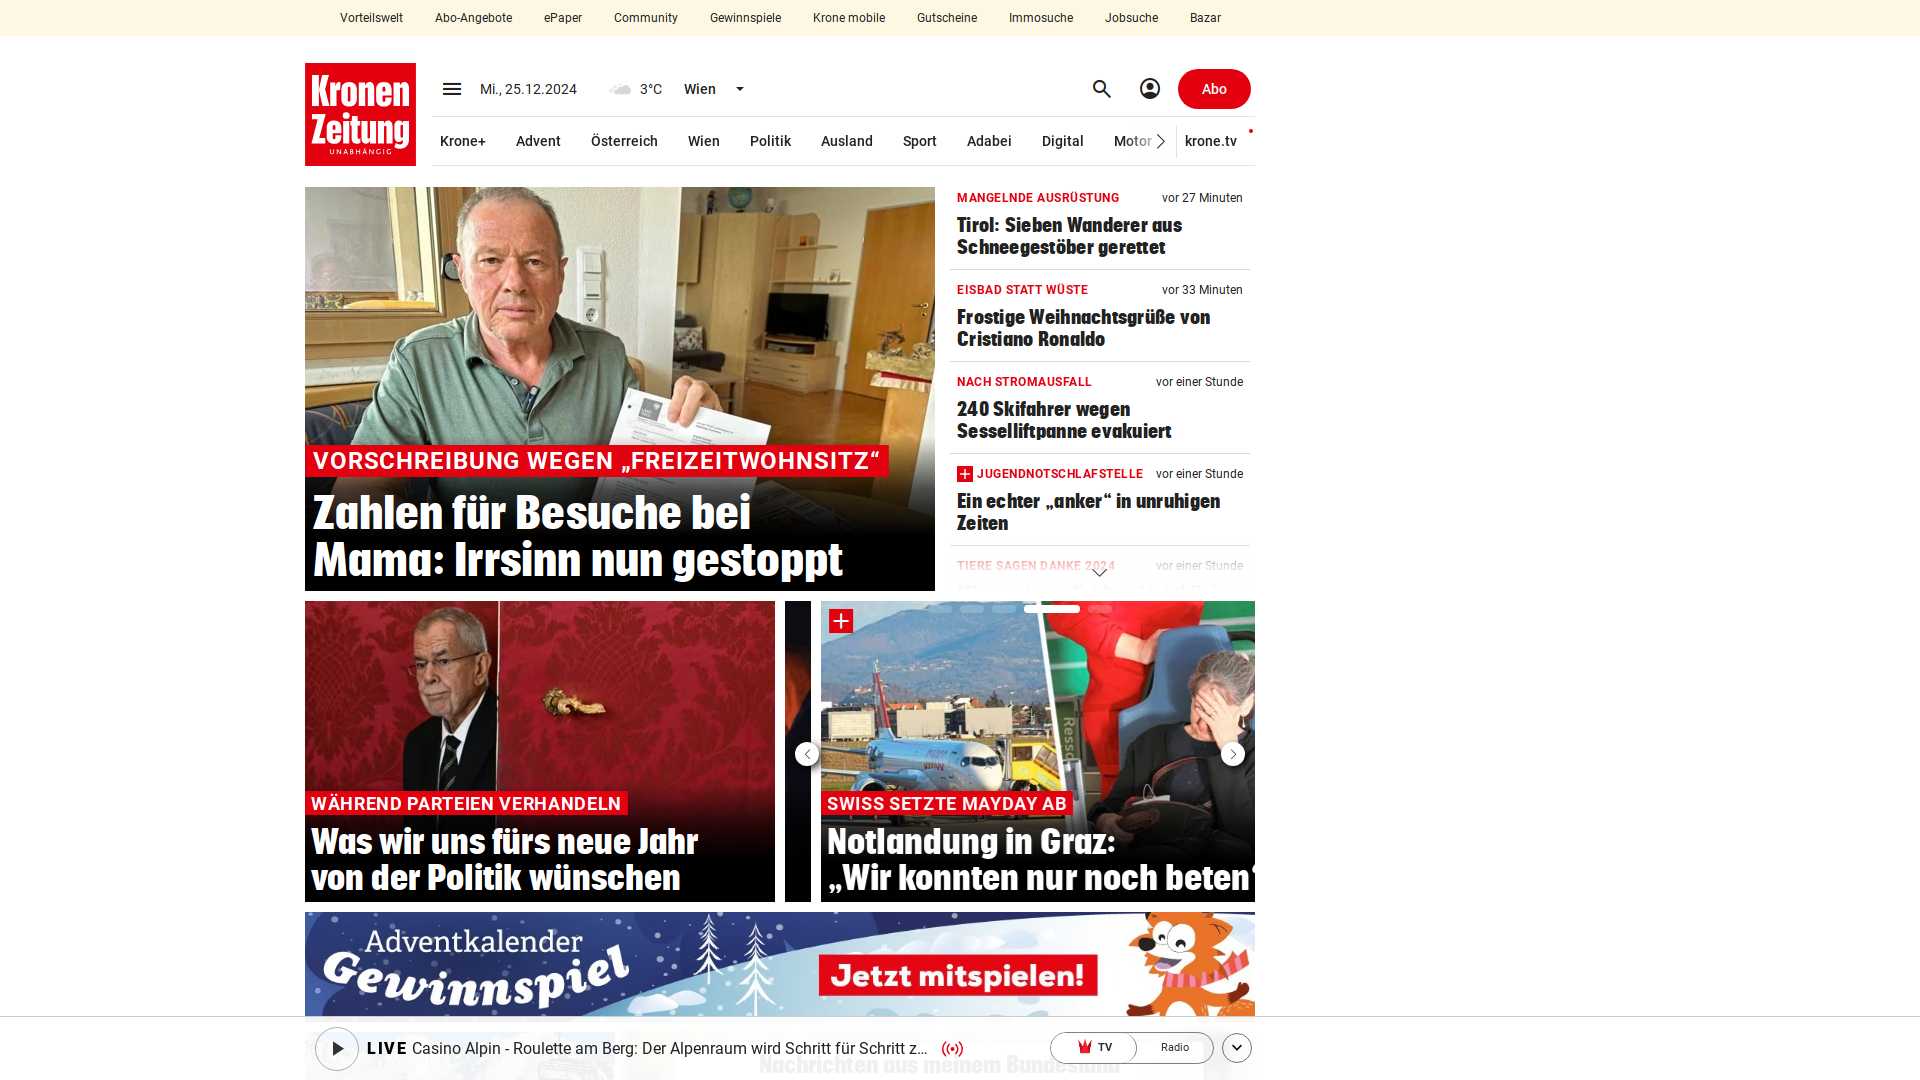 Vorteilswelt
Abo-Angebote
ePaper
Community
Gewinnspiele
Krone mobile
Gutscheine
Immosuche
Jobsuche
Bazar
Kronen
Zeitung
UNABHÄNGIG
Mi., 25.12.2024
3°C
Wien
Abo
Krone+
Advent
Österreich
Wien
Politik
Ausland
Sport
Adabei
Digital
Motor
krone.tv
VORSCHREIBUNG WEGEN „FREIZEITWOHNSITZ“
Zahlen für Besuche bei
Mama: Irrsinn nun gestoppt
MANGELNDE AUSRÜSTUNG
vor 27 Minuten
Tirol: Sieben Wanderer aus
Schneegestöber gerettet
EISBAD STATT WÜSTE
vor 33 Minuten
Frostige Weihnachtsgrüße von
Cristiano Ronaldo
NACH STROMAUSFALL
vor einer Stunde
240 Skifahrer wegen
Sesselliftpanne evakuiert
JUGENDNOTSCHLAFSTELLE
vor einer Stunde
Ein echter „anker“ in unruhigen
Zeiten
TIERE SAGEN DANKE 2024
vor einer Stunde
WÄHREND PARTEIEN VERHANDELN
Was wir uns fürs neue Jahr
von der Politik wünschen
SWISS SETZTE MAYDAY AB
Notlandung in Graz:
„Wir konnten nur noch beten“
Adventkalender
Gewinnspiel
Jetzt mitspielen!
LIVE Casino Alpin - Roulette am Berg: Der Alpenraum wird Schritt für Schritt z...
TV
Radio
Nachrichten aus meinem Bundesland